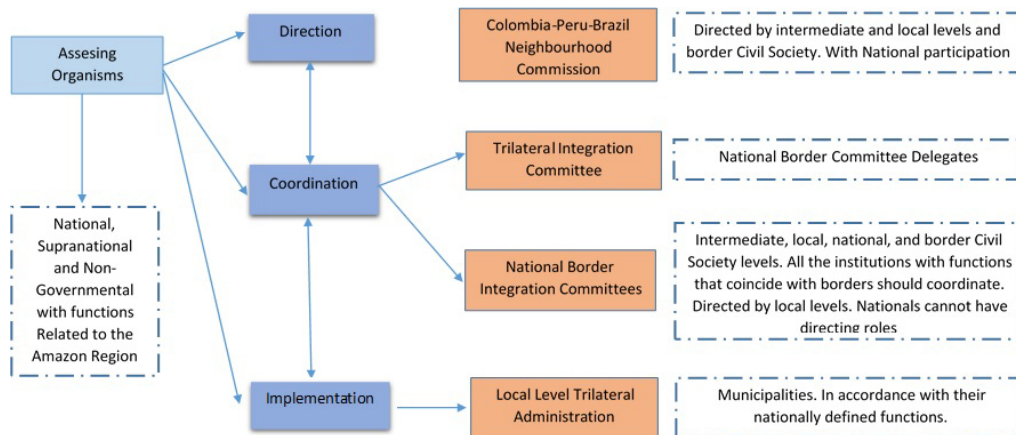 Assesing
Organisms
National,
Supranational
and Non-
Governmental
with functions
Related to the
Amazon Region
Direction
Coordination
Implementation
Colombia-Peru-Brazil
Neighbourhood
Commission
Directed by intermediate and local levels and
border Civil Society. With National participation
Trilateral Integration
Committee
National Border Committee Delegates
National Border
Integration Committees
Intermediate, local, national, and border Civil
Society levels. All the institutions with functions
that coincide with borders should coordinate.
Directed by local levels. Nationals cannot have
directing roles
Local Level Trilateral
Administration
Municipalities. In accordance with their
nationally defined functions.